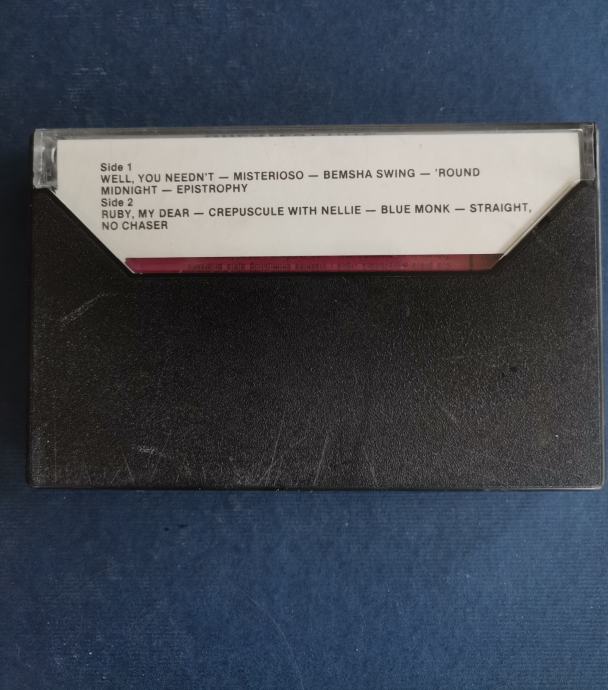 Side 1
WELL, YOU NEEDN'T — MISTERIOSO — BEMSHA SWING — 'ROUND
MIDNIGHT — EPISTROPHY
Side 2
RUBY, MY DEAR — CREPUSCULE WITH NELLIE — BLUE MONK — STRAIGHT,
NO CHASER